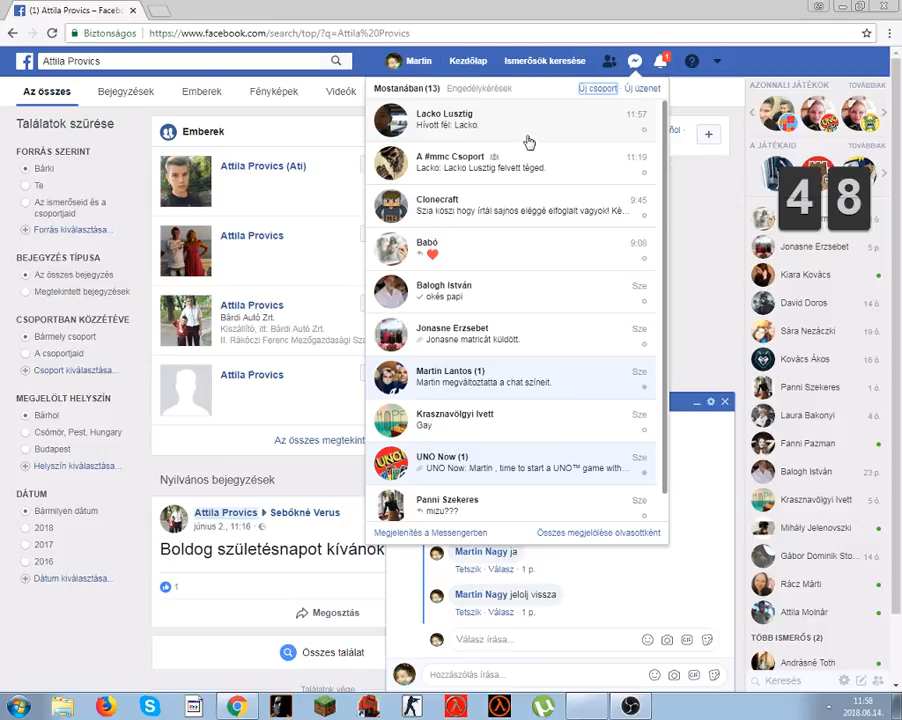 (1) Attila Provics – Faceb
Biztonságos
https://www.facebook.com/search/top/?q=Attila%20Provics
Attila Provics
Martin
Kezdőlap
Ismerősök keresése
1
Az összes
Bejegyzések
Emberek
Fényképek
Videók
Találatok szűrése
FORRÁS SZERINT
Bárki
Te
Az ismerőseid és a
csoportjaid
Forrás kiválasztása...
BEJEGYZÉS TÍPUSA
Az összes bejegyzés
Megtekintett bejegyzések
CSOPORTBAN KÖZZÉTÉVE
Bármely csoport
A csoportjaid
Csoport kiválasztása...
MEGJELÖLT HELYSZÍN
Bárhol
Csömör, Pest, Hungary
Budapest
Helyszín kiválasztása...
DÁTUM
Bármilyen dátum
2018
2017
2016
Dátum kiválasztása...
Emberek
Attila Provics (Ati)
Attila Provics
Attila Provics
Bárdi Autó Zrt.
Kiszállító, itt: Bárdi Autó Zrt.
II. Rákóczi Ferenc Mezőgazdasági Sza
Attila Provics
Az összes megtekint
Nyilvános bejegyzések
Attila Provics
Sebőkné Verus
június 2., 11:16
Boldog születésnapot kívánok
1
Megosztás
Összes találat
Találatok vége
Mostanában (13)
Engedélykérések
Új csoport
Új üzenet
Lacko Lusztig
11:57
Hívott fél: Lacko.
A #mmc Csoport
11:19
Lacko: Lacko Lusztig felvett téged.
Clonecraft
9:45
Szia köszi hogy írtál sajnos eléggé elfoglalt vagyok! Ké...
Babó
9:08
Balogh István
Sze
okés papi
Jonasne Erzsebet
Sze
Jonasne matricát küldött.
Martin Lantos (1)
Sze
Martin megváltoztatta a chat színeit.
Krasznavölgyi Ivett
Sze
Gay
UNO Now (1)
Sze
UNO Now: Martin , time to start a UNO™ game with...
Panni Szekeres
Sze
mizu???
Megjelenítés a Messengerben
Összes megjelölése olvasottként
Martin Nagy ja
Tetszik · Válasz · 1 p.
Martin Nagy jelolj vissza
Tetszik · Válasz · 1 p.
Válasz írása...
Hozzászólás írása...
AZONNALI JÁTÉKOK
TOVÁBBIAK
A JÁTÉKAID
TOVÁBBIAK
48
Jonasne Erzsebet
5 p.
Kiara Kovács
David Doros
14 ó.
Sára Nezáczki
19 ó.
Kovács Ákos
16 ó.
Panni Szekeres
1 ó.
Laura Bakonyi
4 ó.
Fanni Pazman
Balogh István
23 p.
Krasznavölgyi Ivett
5 ó.
Mihály Jelenovszki
Gábor Dominik Sto...
14 ó.
Rácz Márti
Attila Molnár
TÖBB ISMERŐS (2)
Andrásné Toth
Keresés
11:58
2018.06.14.